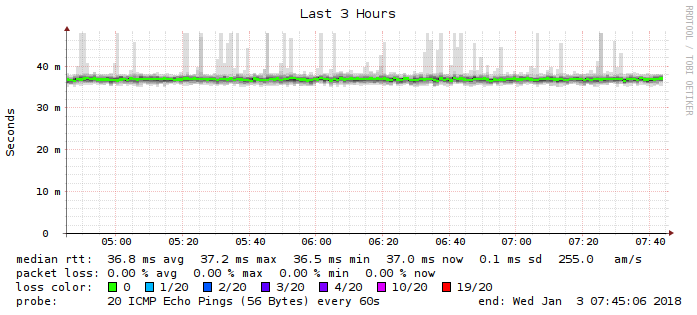 Last 3 Hours
RRDTOOL / TOBI OETIKER
Seconds
40 m
30 m
20 m
10 m
0
05:00 05:20 05:40 06:00 06:20 06:40 07:00 07:20 07:40
median rtt: 36.8 ms avg 37.2 ms max 36.5 ms min 37.0 ms now 0.1 ms sd 255.0 am/s
packet loss: 0.00 % avg 0.00 % max 0.00 % min 0.00 % now
loss color: 0 1/20 2/20 3/20 4/20 10/20 19/20
probe: 20 ICMP Echo Pings (56 Bytes) every 60s end: Wed Jan 3 07:45:06 2018